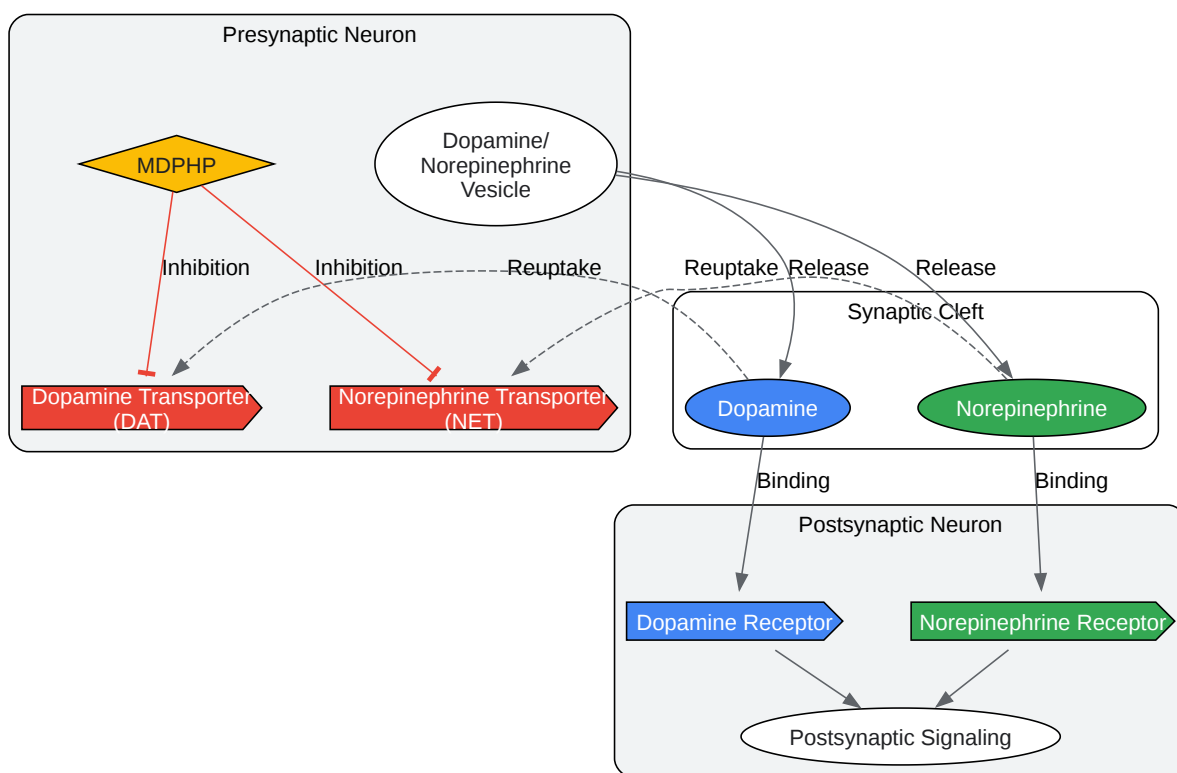 Presynaptic Neuron
MDPHP
Dopamine/
Norepinephrine
Vesicle
Inhibition
Inhibition
Reuptake
Reuptake
Release
Release
Synaptic Cleft
Dopamine Transporter
(DAT)
Norepinephrine Transporter
(NET)
Dopamine
Norepinephrine
Binding
Binding
Postsynaptic Neuron
Dopamine Receptor
Norepinephrine Receptor
Postsynaptic Signaling